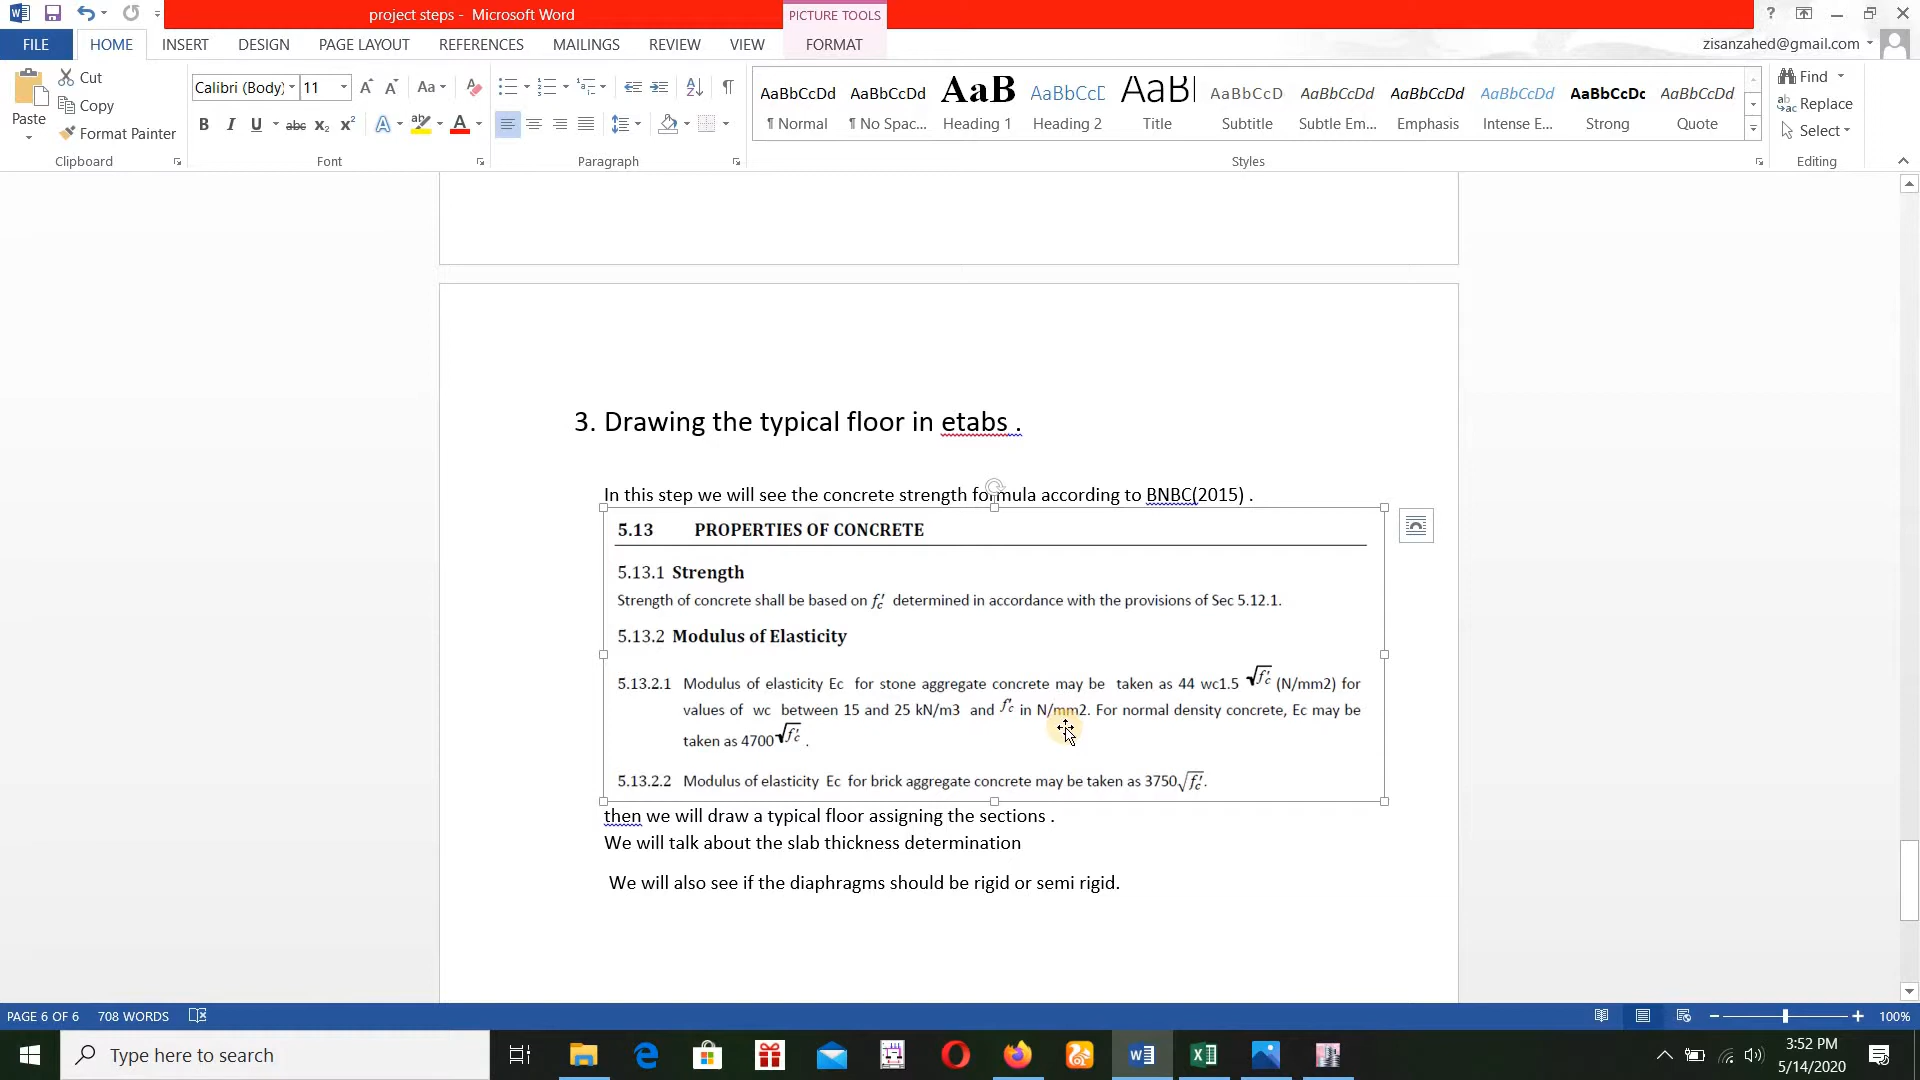 project steps - Microsoft Word
PICTURE TOOLS
?
FILE HOME INSERT DESIGN PAGE LAYOUT REFERENCES MAILINGS REVIEW VIEW FORMAT
zisanzahed@gmail.com
Paste
Cut
Copy
Format Painter
Clipboard
Calibri (Body) 11
Font
Paragraph
AaBbCcDd AaBbCcDd AaB AaBbCcD AaB AaBbCcD AaBbCcDd AaBbCcDd AaBbCcDd AaBbCcDc AaBbCcDd
¶ Normal ¶ No Spac... Heading 1 Heading 2 Title Subtitle Subtle Em... Emphasis Intense E... Strong Quote
Styles
Find
Replace
Select
Editing
3. Drawing the typical floor in etabs .
In this step we will see the concrete strength formula according to BNBC(2015) .
5.13 PROPERTIES OF CONCRETE
5.13.1 Strength
Strength of concrete shall be based on f′c determined in accordance with the provisions of Sec 5.12.1.
5.13.2 Modulus of Elasticity
5.13.2.1 Modulus of elasticity Ec for stone aggregate concrete may be taken as 44 wc1.5 √f′c (N/mm2) for
values of wc between 15 and 25 kN/m3 and f′c in N/mm2. For normal density concrete, Ec may be
taken as 4700√f′c .
5.13.2.2 Modulus of elasticity Ec for brick aggregate concrete may be taken as 3750√f′c.
then we will draw a typical floor assigning the sections .
We will talk about the slab thickness determination
We will also see if the diaphragms should be rigid or semi rigid.
PAGE 6 OF 6 708 WORDS
100%
Type here to search
3:52 PM
5/14/2020